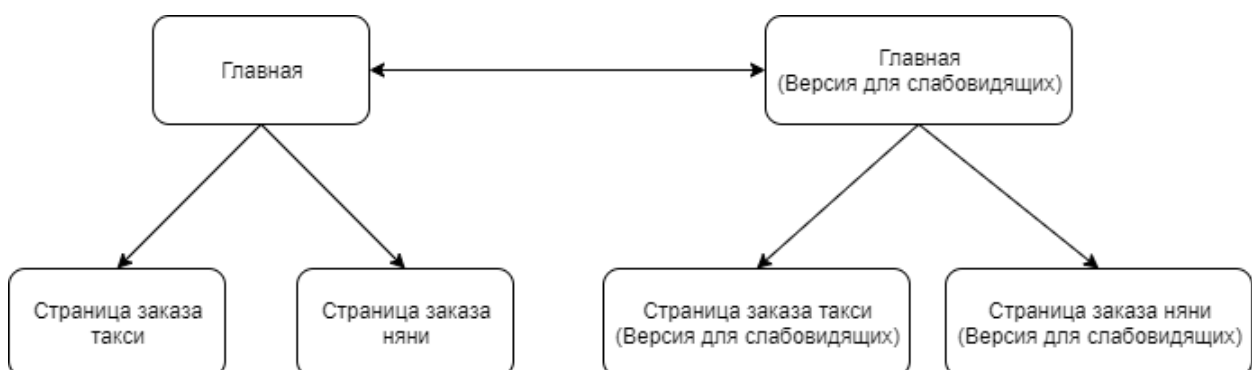 Главная
Главная
(Версия для слабовидящих)
Страница заказа
такси
Страница заказа
няни
Страница заказа такси
(Версия для слабовидящих)
Страница заказа няни
(Версия для слабовидящих)